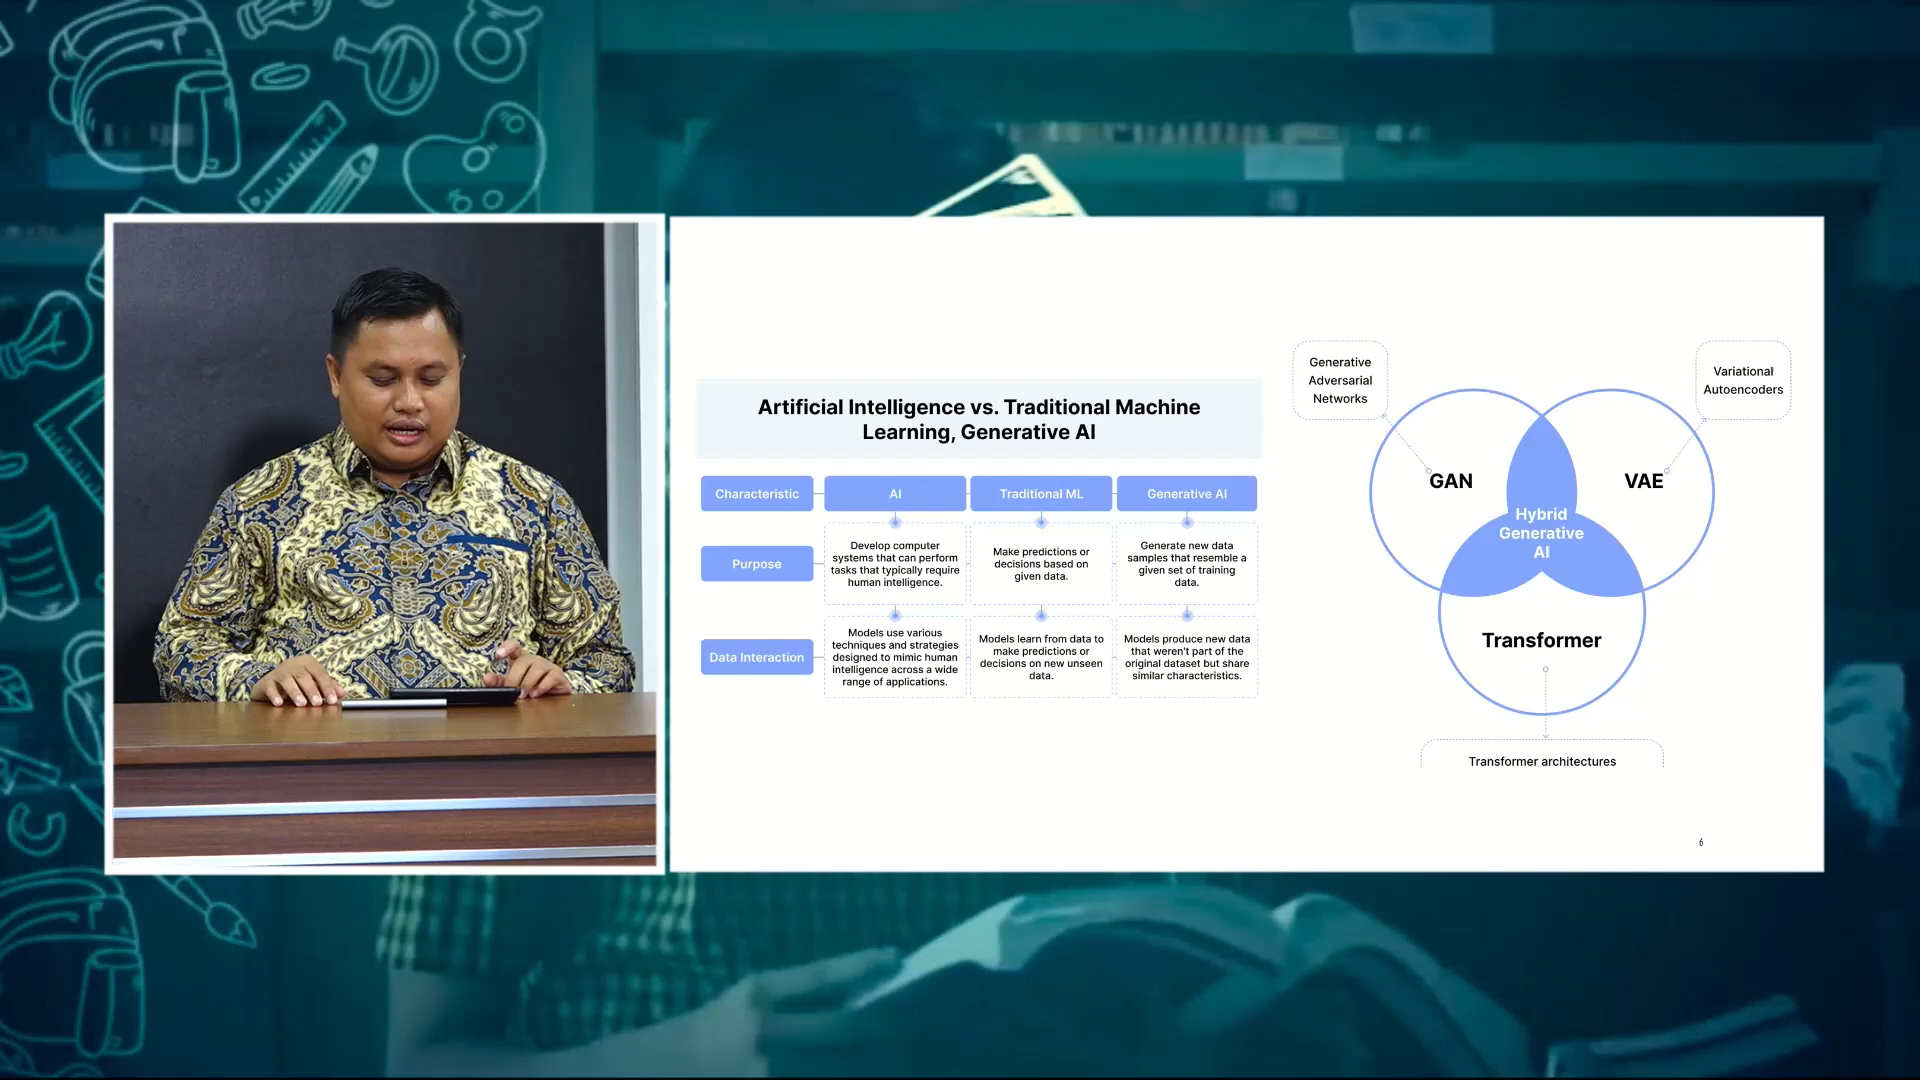 Artificial Intelligence vs. Traditional Machine
Learning, Generative AI
Characteristic
AI
Traditional ML
Generative AI
Purpose
Develop computer
systems that can perform
tasks that typically require
human intelligence.
Make predictions or
decisions based on
given data.
Generate new data
samples that resemble a
given set of training
data.
Data Interaction
Models use various
techniques and strategies
designed to mimic human
intelligence across a wide
range of applications.
Models learn from data to
make predictions or
decisions on new unseen
data.
Models produce new data
that weren't part of the
original dataset but share
similar characteristics.
Generative
Adversarial
Networks
Variational
Autoencoders
GAN
VAE
Hybrid
Generative
AI
Transformer
Transformer architectures
6